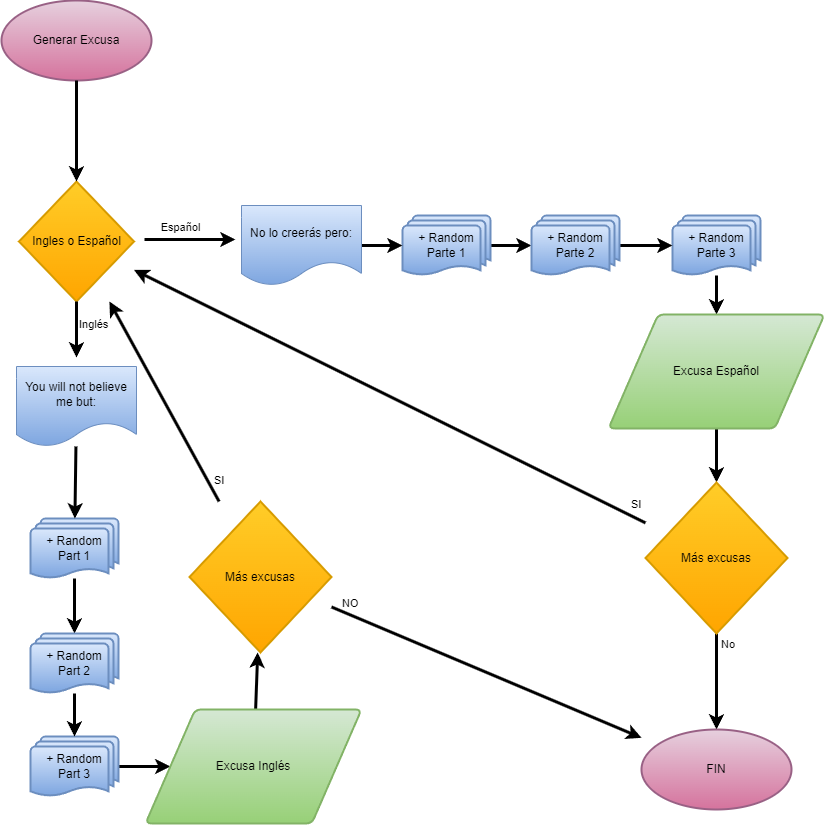 Generar Excusa
Ingles o Español
Español
No lo creerás pero:
+ Random
Parte 1
+ Random
Parte 2
+ Random
Parte 3
Excusa Español
Inglés
You will not believe
me but:
SI
SI
+ Random
Part 1
Más excusas
Más excusas
NO
No
+ Random
Part 2
+ Random
Part 3
Excusa Inglés
FIN